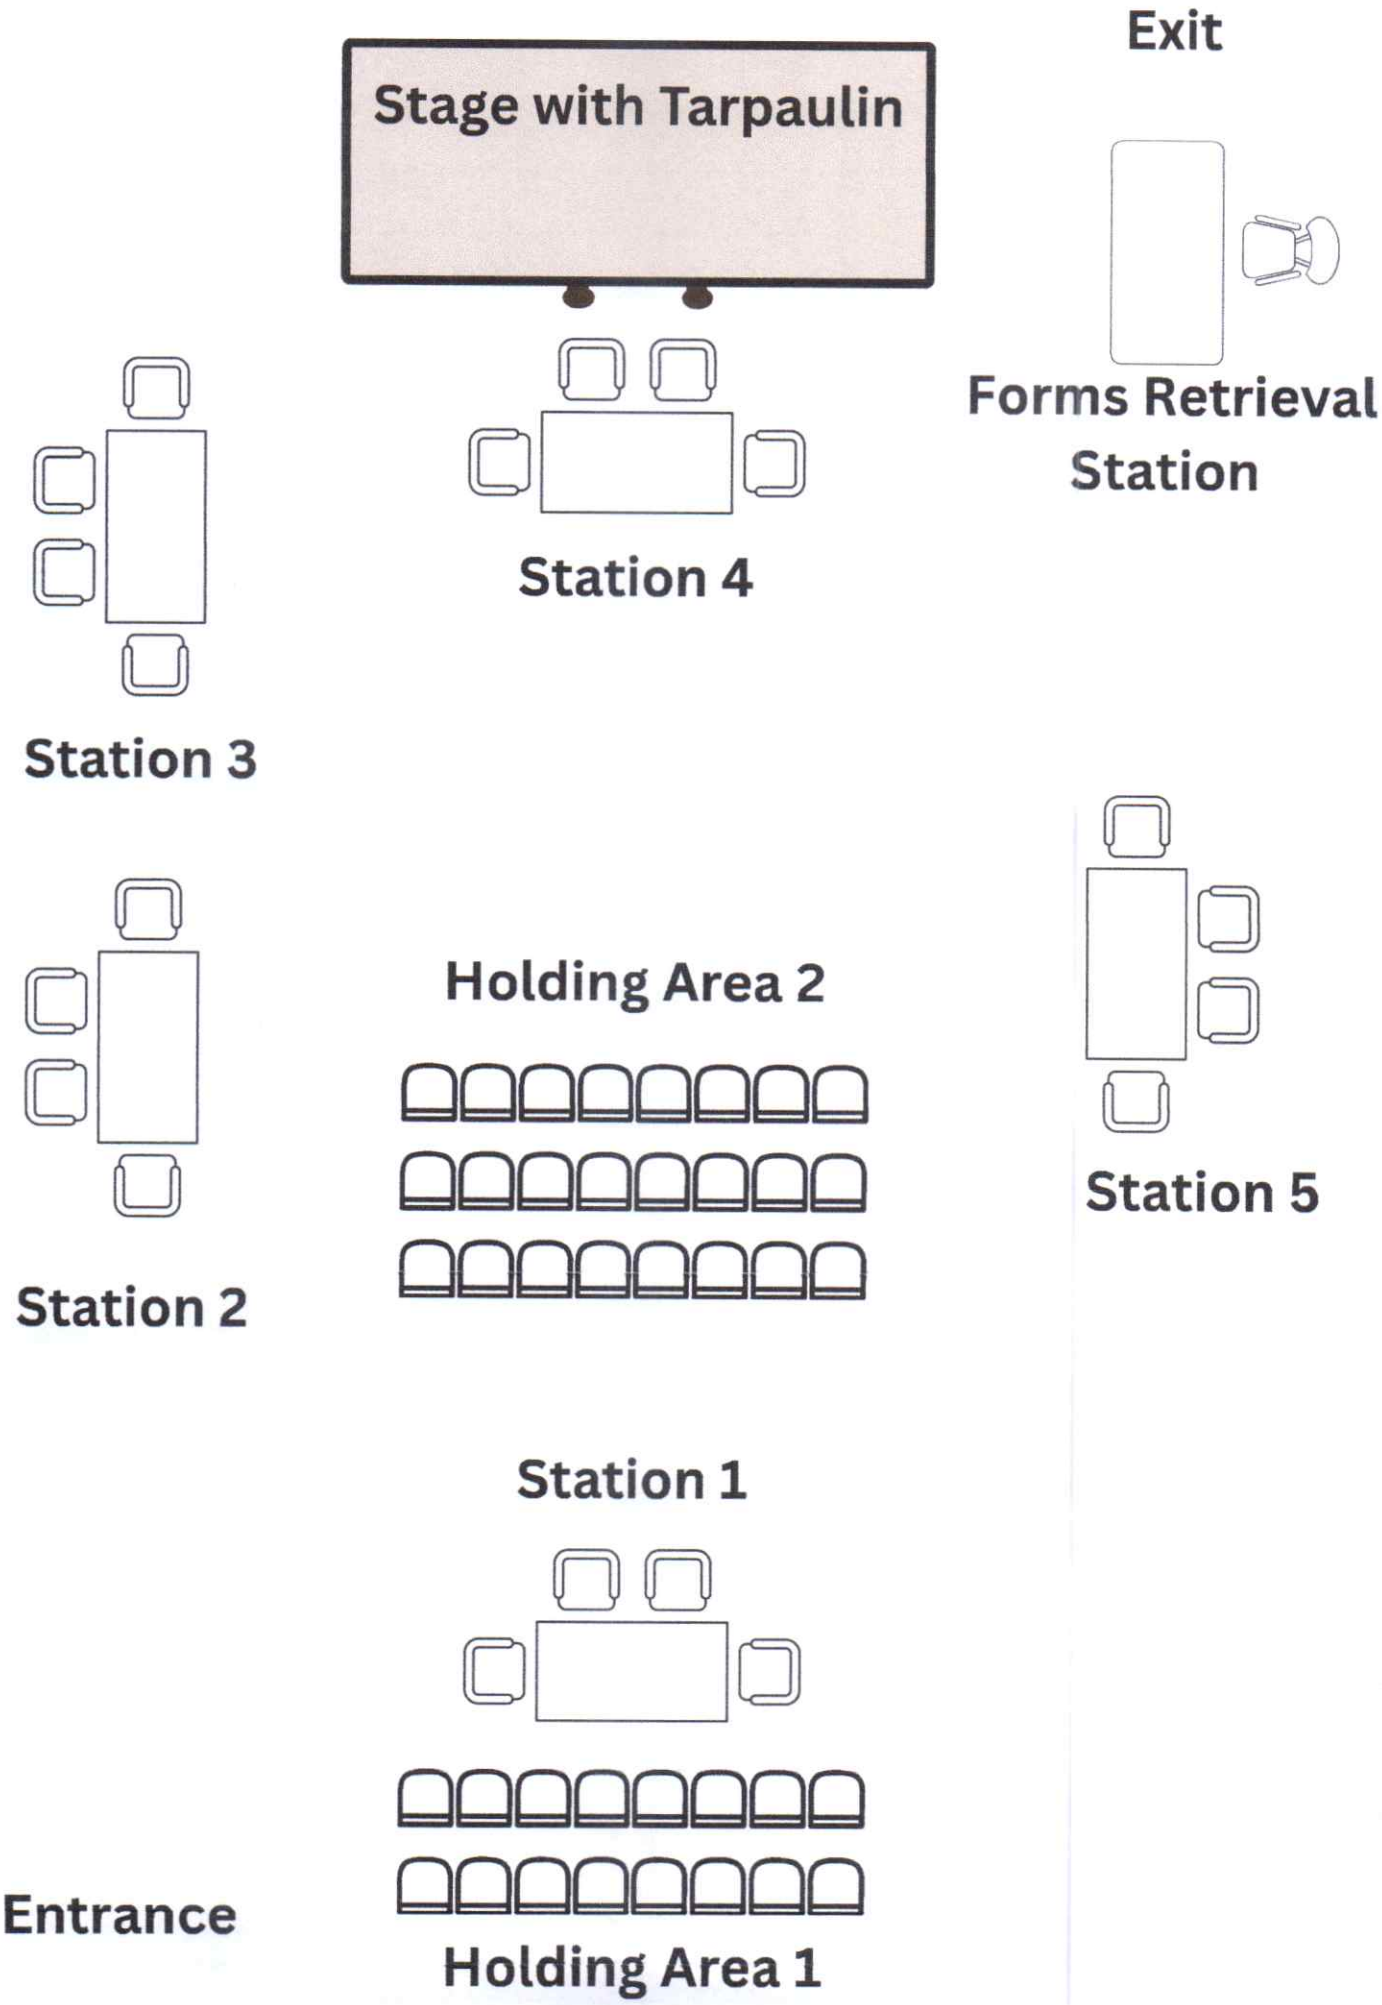 Exit
Stage with Tarpaulin
Forms Retrieval
Station
Station 4
Station 3
Holding Area 2
Station 5
Station 2
Station 1
Entrance
Holding Area 1